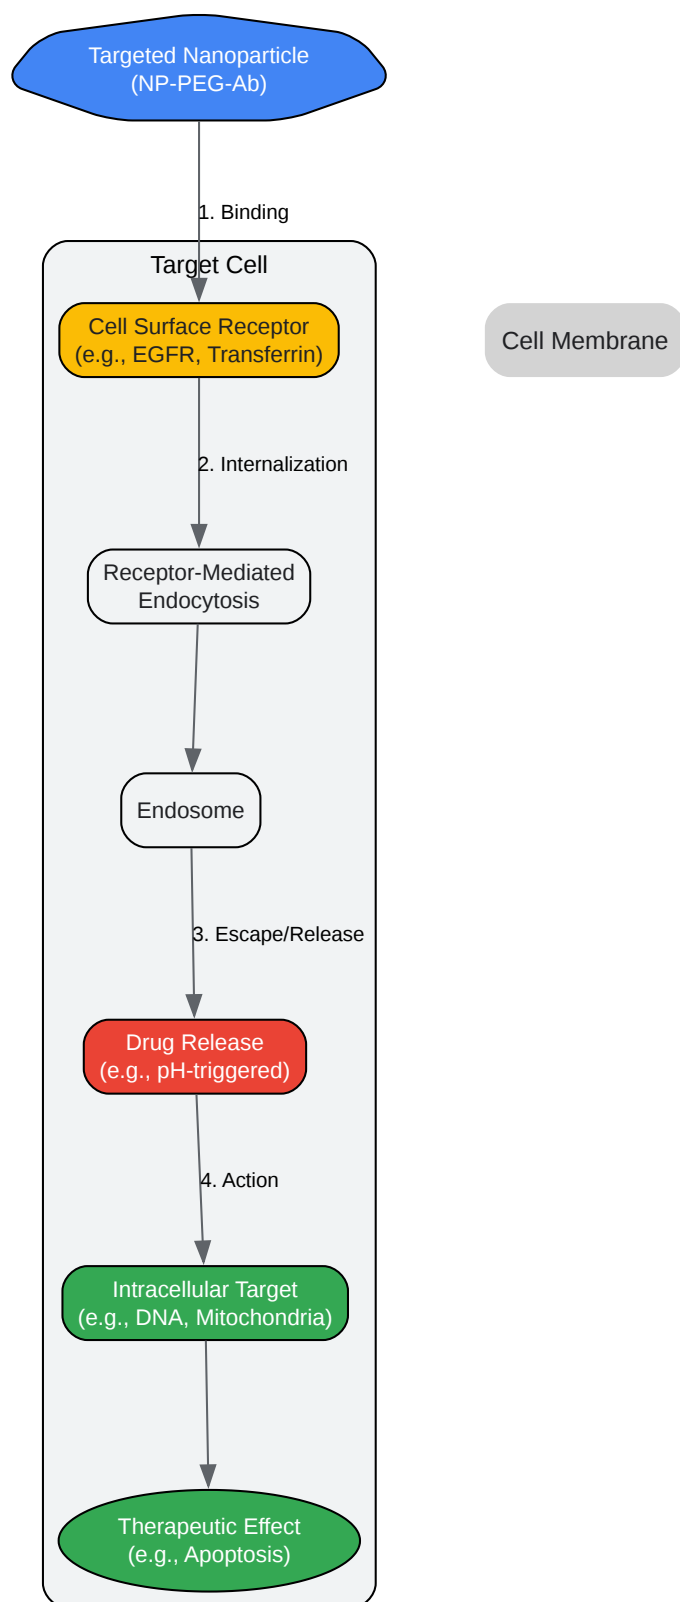 Targeted Nanoparticle
(NP-PEG-Ab)
1. Binding
Target Cell
Cell Surface Receptor
(e.g., EGFR, Transferrin)
Cell Membrane
2. Internalization
Receptor-Mediated
Endocytosis
Endosome
3. Escape/Release
Drug Release
(e.g., pH-triggered)
4. Action
Intracellular Target
(e.g., DNA, Mitochondria)
Therapeutic Effect
(e.g., Apoptosis)